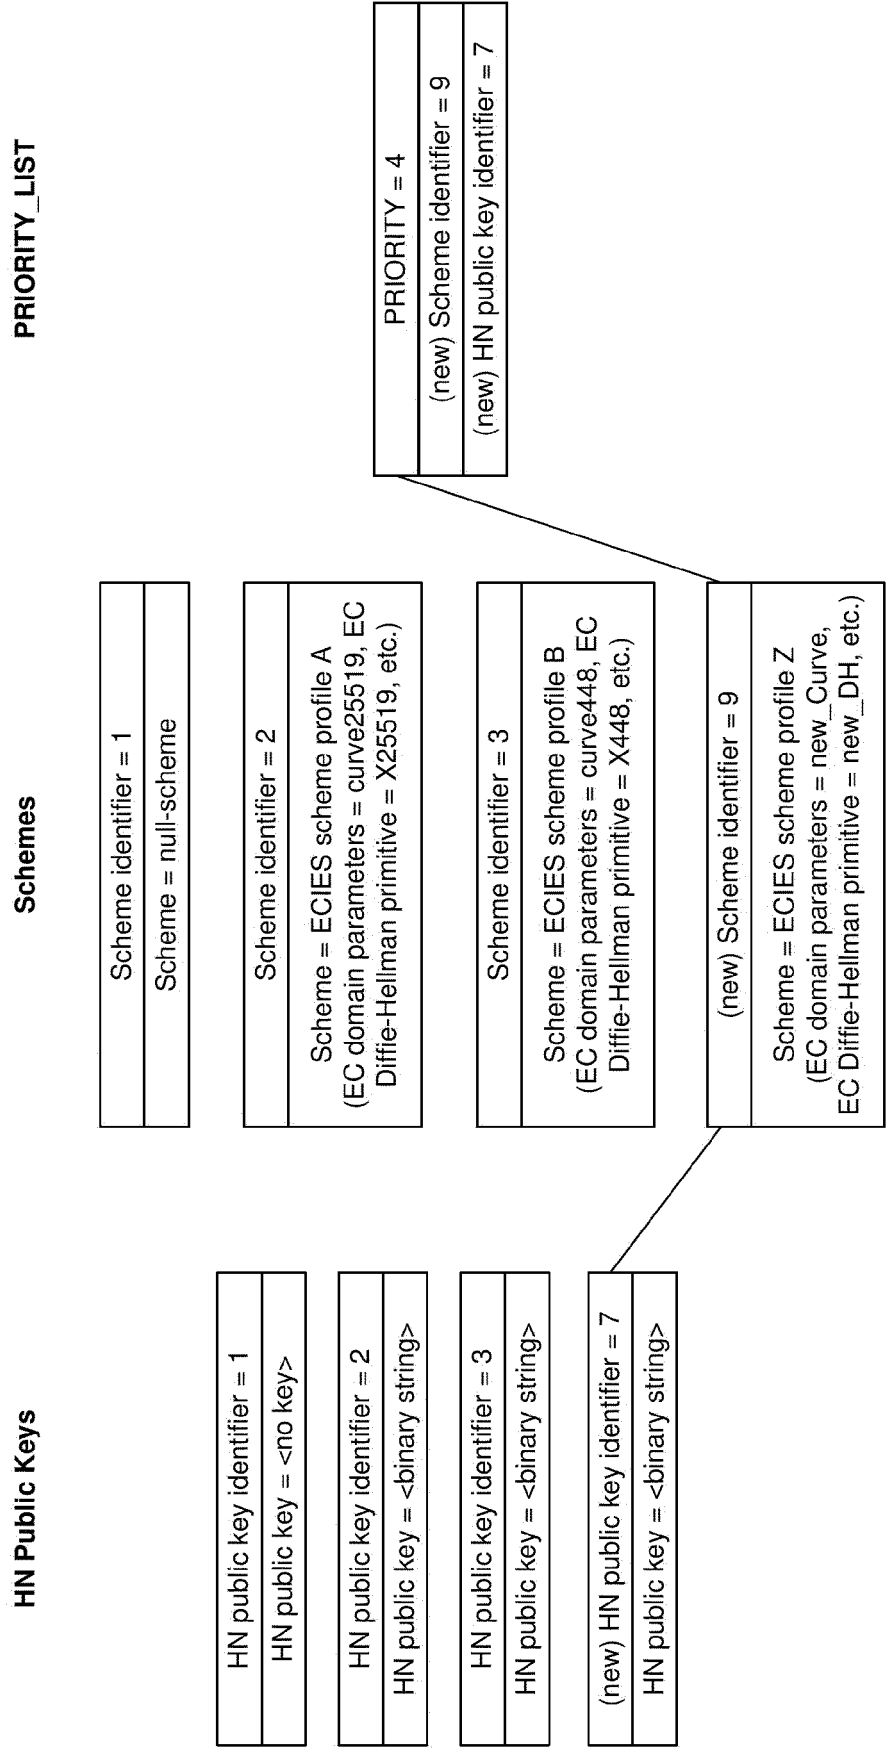 HN Public Keys
HN public key identifier = 1
HN public key = <no key>
HN public key identifier = 2
HN public key = <binary string>
HN public key identifier = 3
HN public key = <binary string>
(new) HN public key identifier = 7
HN public key = <binary string>
Schemes
Scheme identifier = 1
Scheme = null-scheme
Scheme identifier = 2
Scheme = ECIES scheme profile A
(EC domain parameters = curve25519, EC
Diffie-Hellman primitive = X25519, etc.)
Scheme identifier = 3
Scheme = ECIES scheme profile B
(EC domain parameters = curve448, EC
Diffie-Hellman primitive = X448, etc.)
(new) Scheme identifier = 9
Scheme = ECIES scheme profile Z
(EC domain parameters = new_Curve,
EC Diffie-Hellman primitive = new_DH, etc.)
PRIORITY_LIST
PRIORITY = 4
(new) Scheme identifier = 9
(new) HN public key identifier = 7